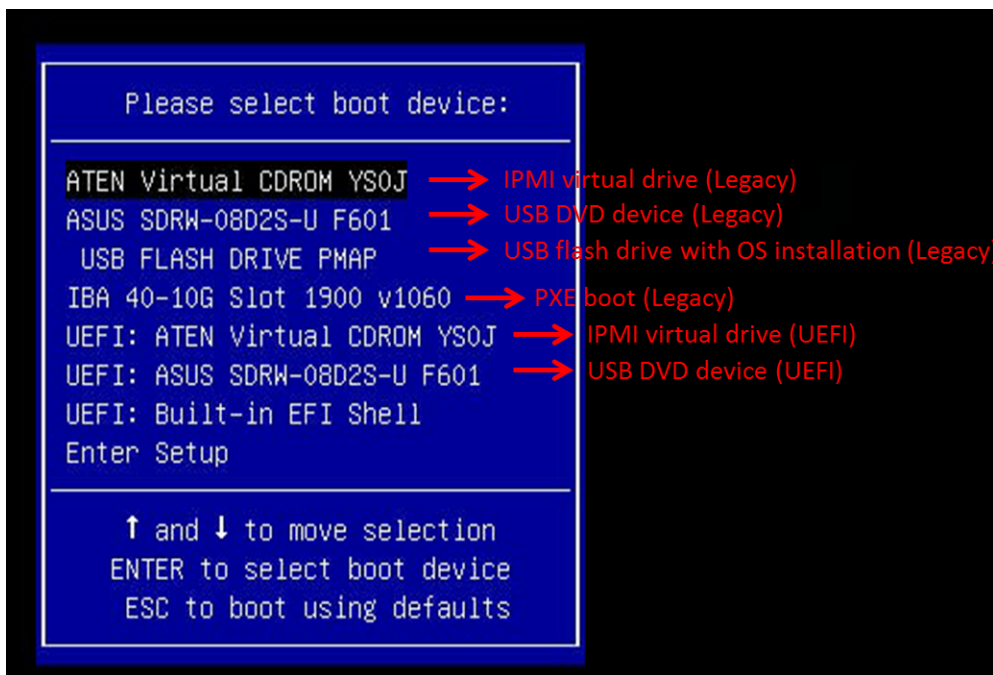 Please select boot device:
ATEN Virtual CDROM YS0J → IPMI virtual drive (Legacy)
ASUS SDRW-08D2S-U F601 → USB DVD device (Legacy)
USB FLASH DRIVE PMAP → USB flash drive with OS installation (Legacy)
IBA 40-10G Slot 1900 v1060 → PXE boot (Legacy)
UEFI: ATEN Virtual CDROM YS0J → IPMI virtual drive (UEFI)
UEFI: ASUS SDRW-08D2S-U F601 → USB DVD device (UEFI)
UEFI: Built-in EFI Shell
Enter Setup
↑ and ↓ to move selection
ENTER to select boot device
ESC to boot using defaults